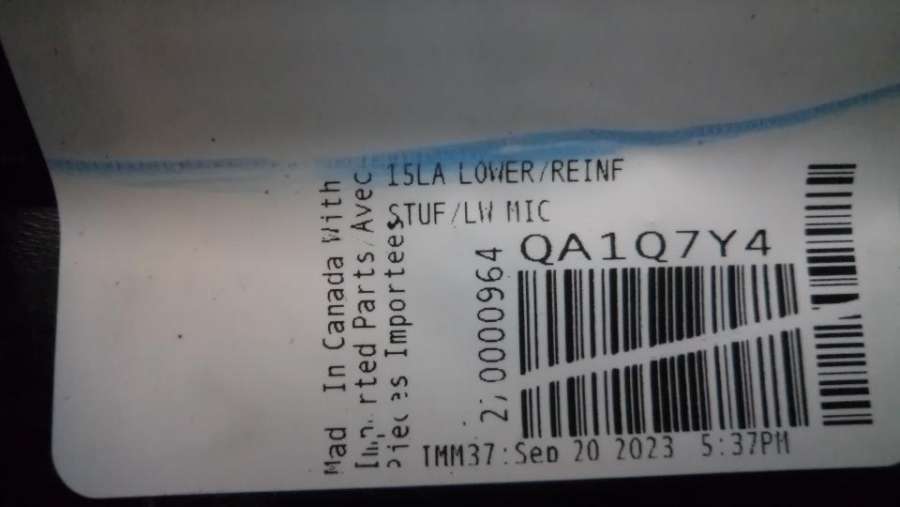 15LA LOWER/REINF
STUF/LW MIC
QA1Q7Y4
2;0000964
TMM37:Sep 20 2023 5:37PM
Mad In Canada With
rted Parts/Avec
Importees